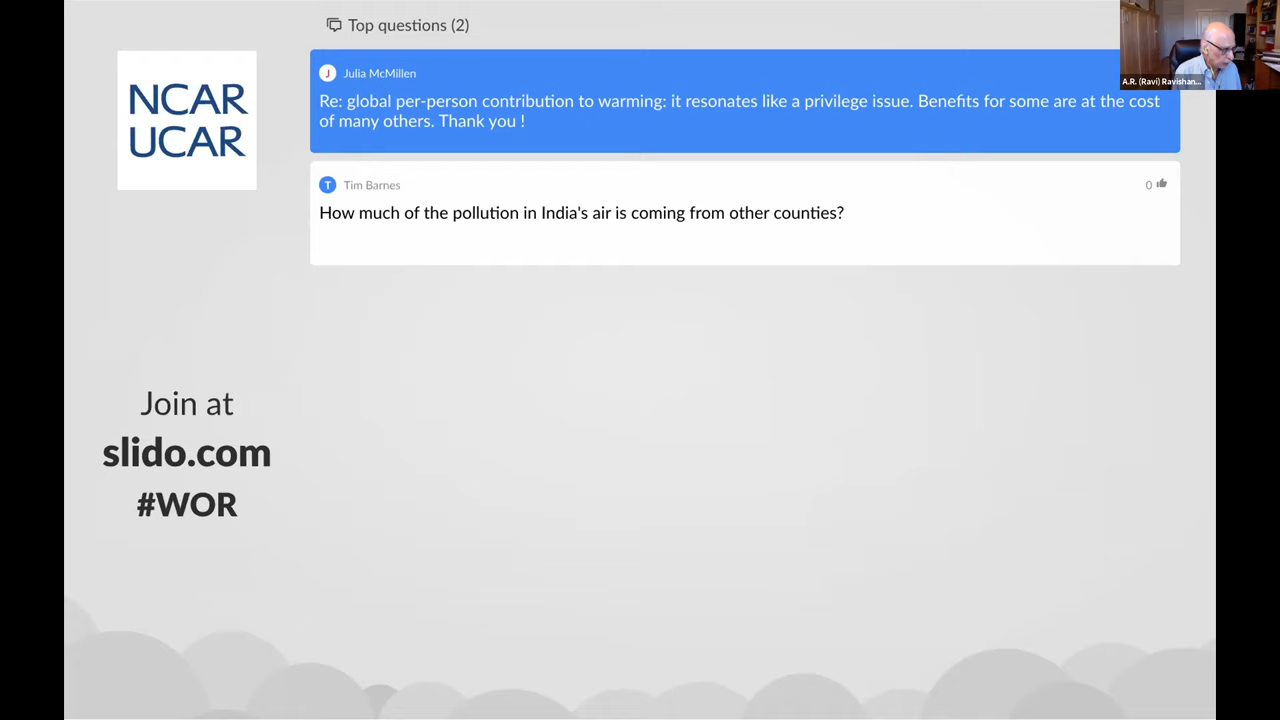 Top questions (2)
NCAR
UCAR
J Julia McMillen
Re: global per-person contribution to warming: it resonates like a privilege issue. Benefits for some are at the cost
of many others. Thank you !
T Tim Barnes 0
How much of the pollution in India's air is coming from other counties?
Join at
slido.com
#WOR
A.R. (Ravi) Ravishan...